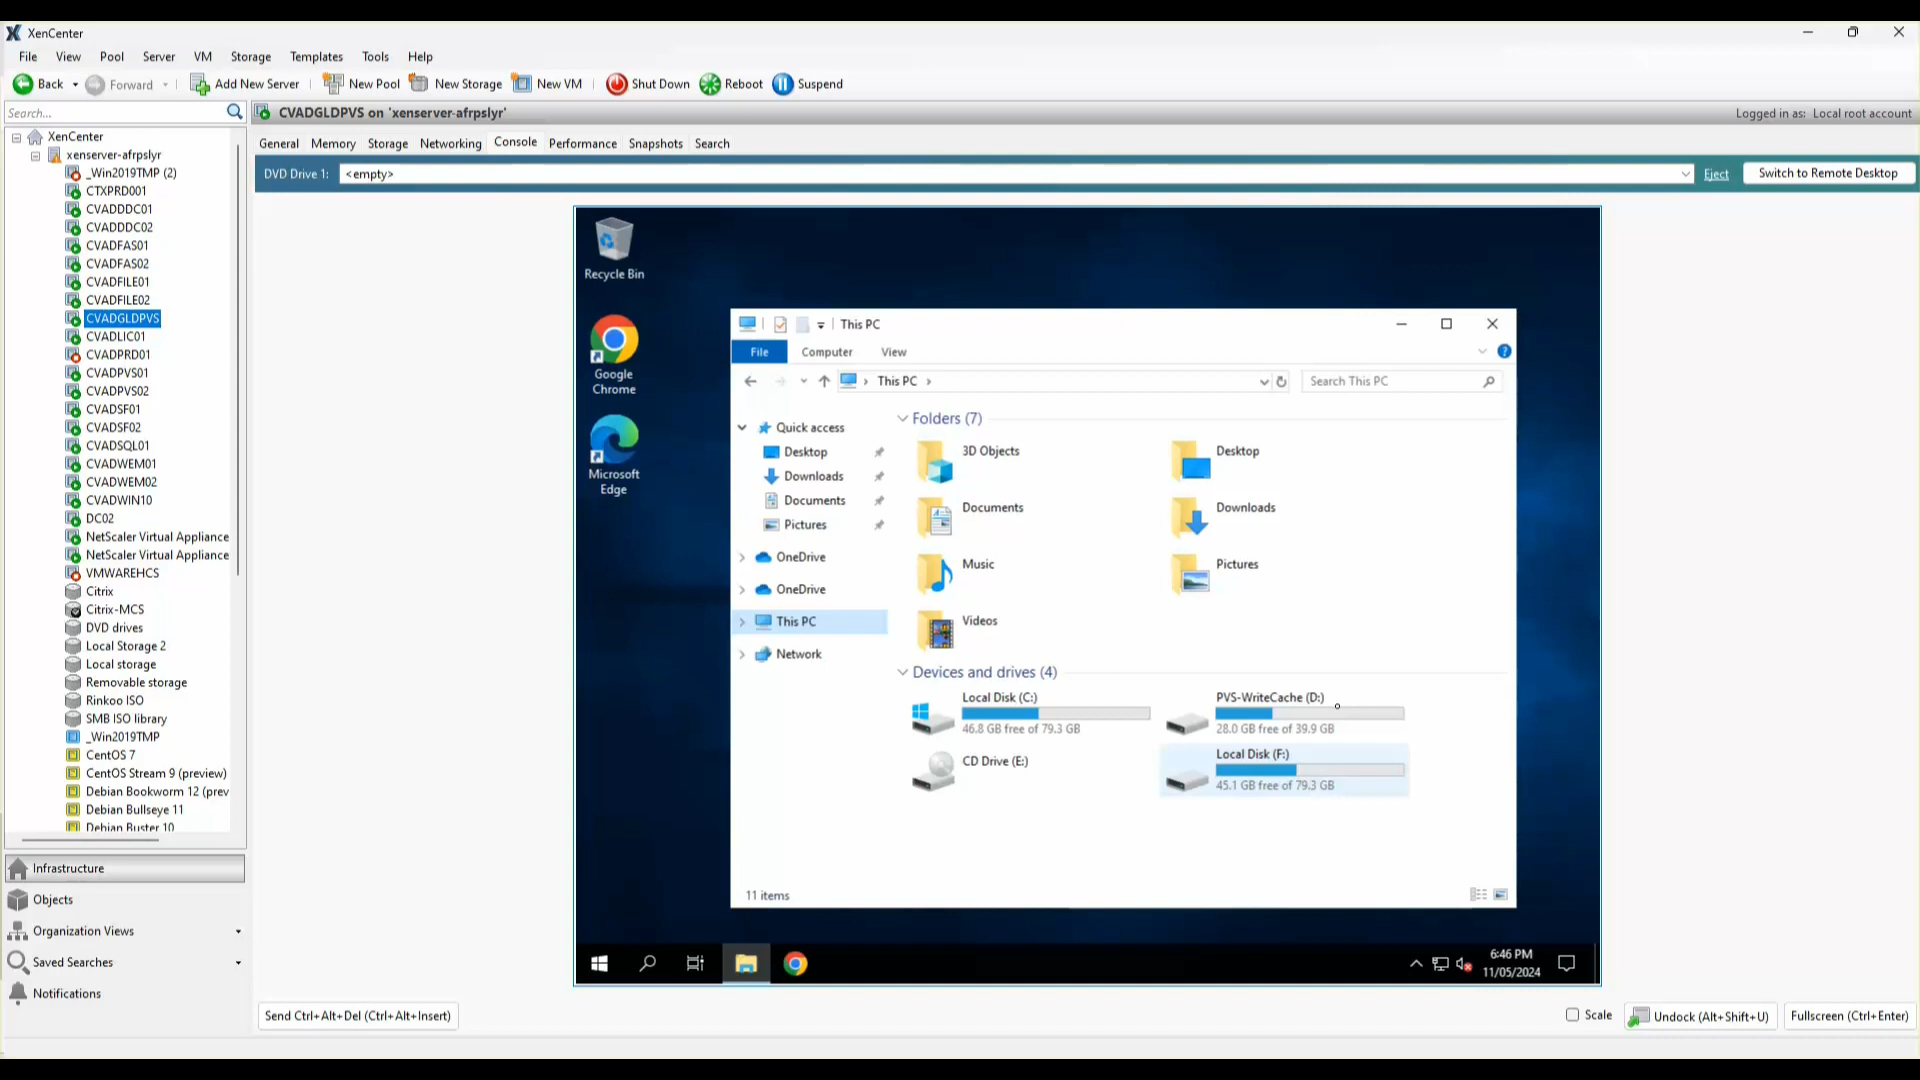 XenCenter
File View Pool Server VM Storage Templates Tools Help
Back Forward Add New Server New Pool New Storage New VM Shut Down Reboot Suspend
Search...
CVADGLDPVS on 'xenserver-afrpslyr'
Logged in as: Local root account
XenCenter
xenserver-afrpslyr
_Win2019TMP (2)
CTXPRD001
CVADDDC01
CVADDDC02
CVADFAS01
CVADFAS02
CVADFILE01
CVADFILE02
CVADGLDPVS
CVADLIC01
CVADPRD01
CVADPVS01
CVADPVS02
CVADSF01
CVADSF02
CVADSQL01
CVADWEM01
CVADWEM02
CVADWIN10
DC02
NetScaler Virtual Appliance
NetScaler Virtual Appliance
VMWAREHCS
Citrix
Citrix-MCS
DVD drives
Local Storage 2
Local storage
Removable storage
Rinkoo ISO
SMB ISO library
_Win2019TMP
CentOS 7
CentOS Stream 9 (preview)
Debian Bookworm 12 (prev
Debian Bullseye 11
Debian Buster 10
Infrastructure
Objects
Organization Views
Saved Searches
Notifications
General Memory Storage Networking Console Performance Snapshots Search
DVD Drive 1: <empty> Eject Switch to Remote Desktop
Recycle Bin
Google
Chrome
Microsoft
Edge
This PC
File Computer View
This PC
Search This PC
Quick access
Desktop
Downloads
Documents
Pictures
OneDrive
OneDrive
This PC
Network
Folders (7)
3D Objects
Desktop
Documents
Downloads
Music
Pictures
Videos
Devices and drives (4)
Local Disk (C:)
46.8 GB free of 79.3 GB
PVS-WriteCache (D:)
28.0 GB free of 39.9 GB
CD Drive (E:)
Local Disk (F:)
45.1 GB free of 79.3 GB
11 items
6:46 PM
11/05/2024
Send Ctrl+Alt+Del (Ctrl+Alt+Insert)
Scale
Undock (Alt+Shift+U)
Fullscreen (Ctrl+Enter)